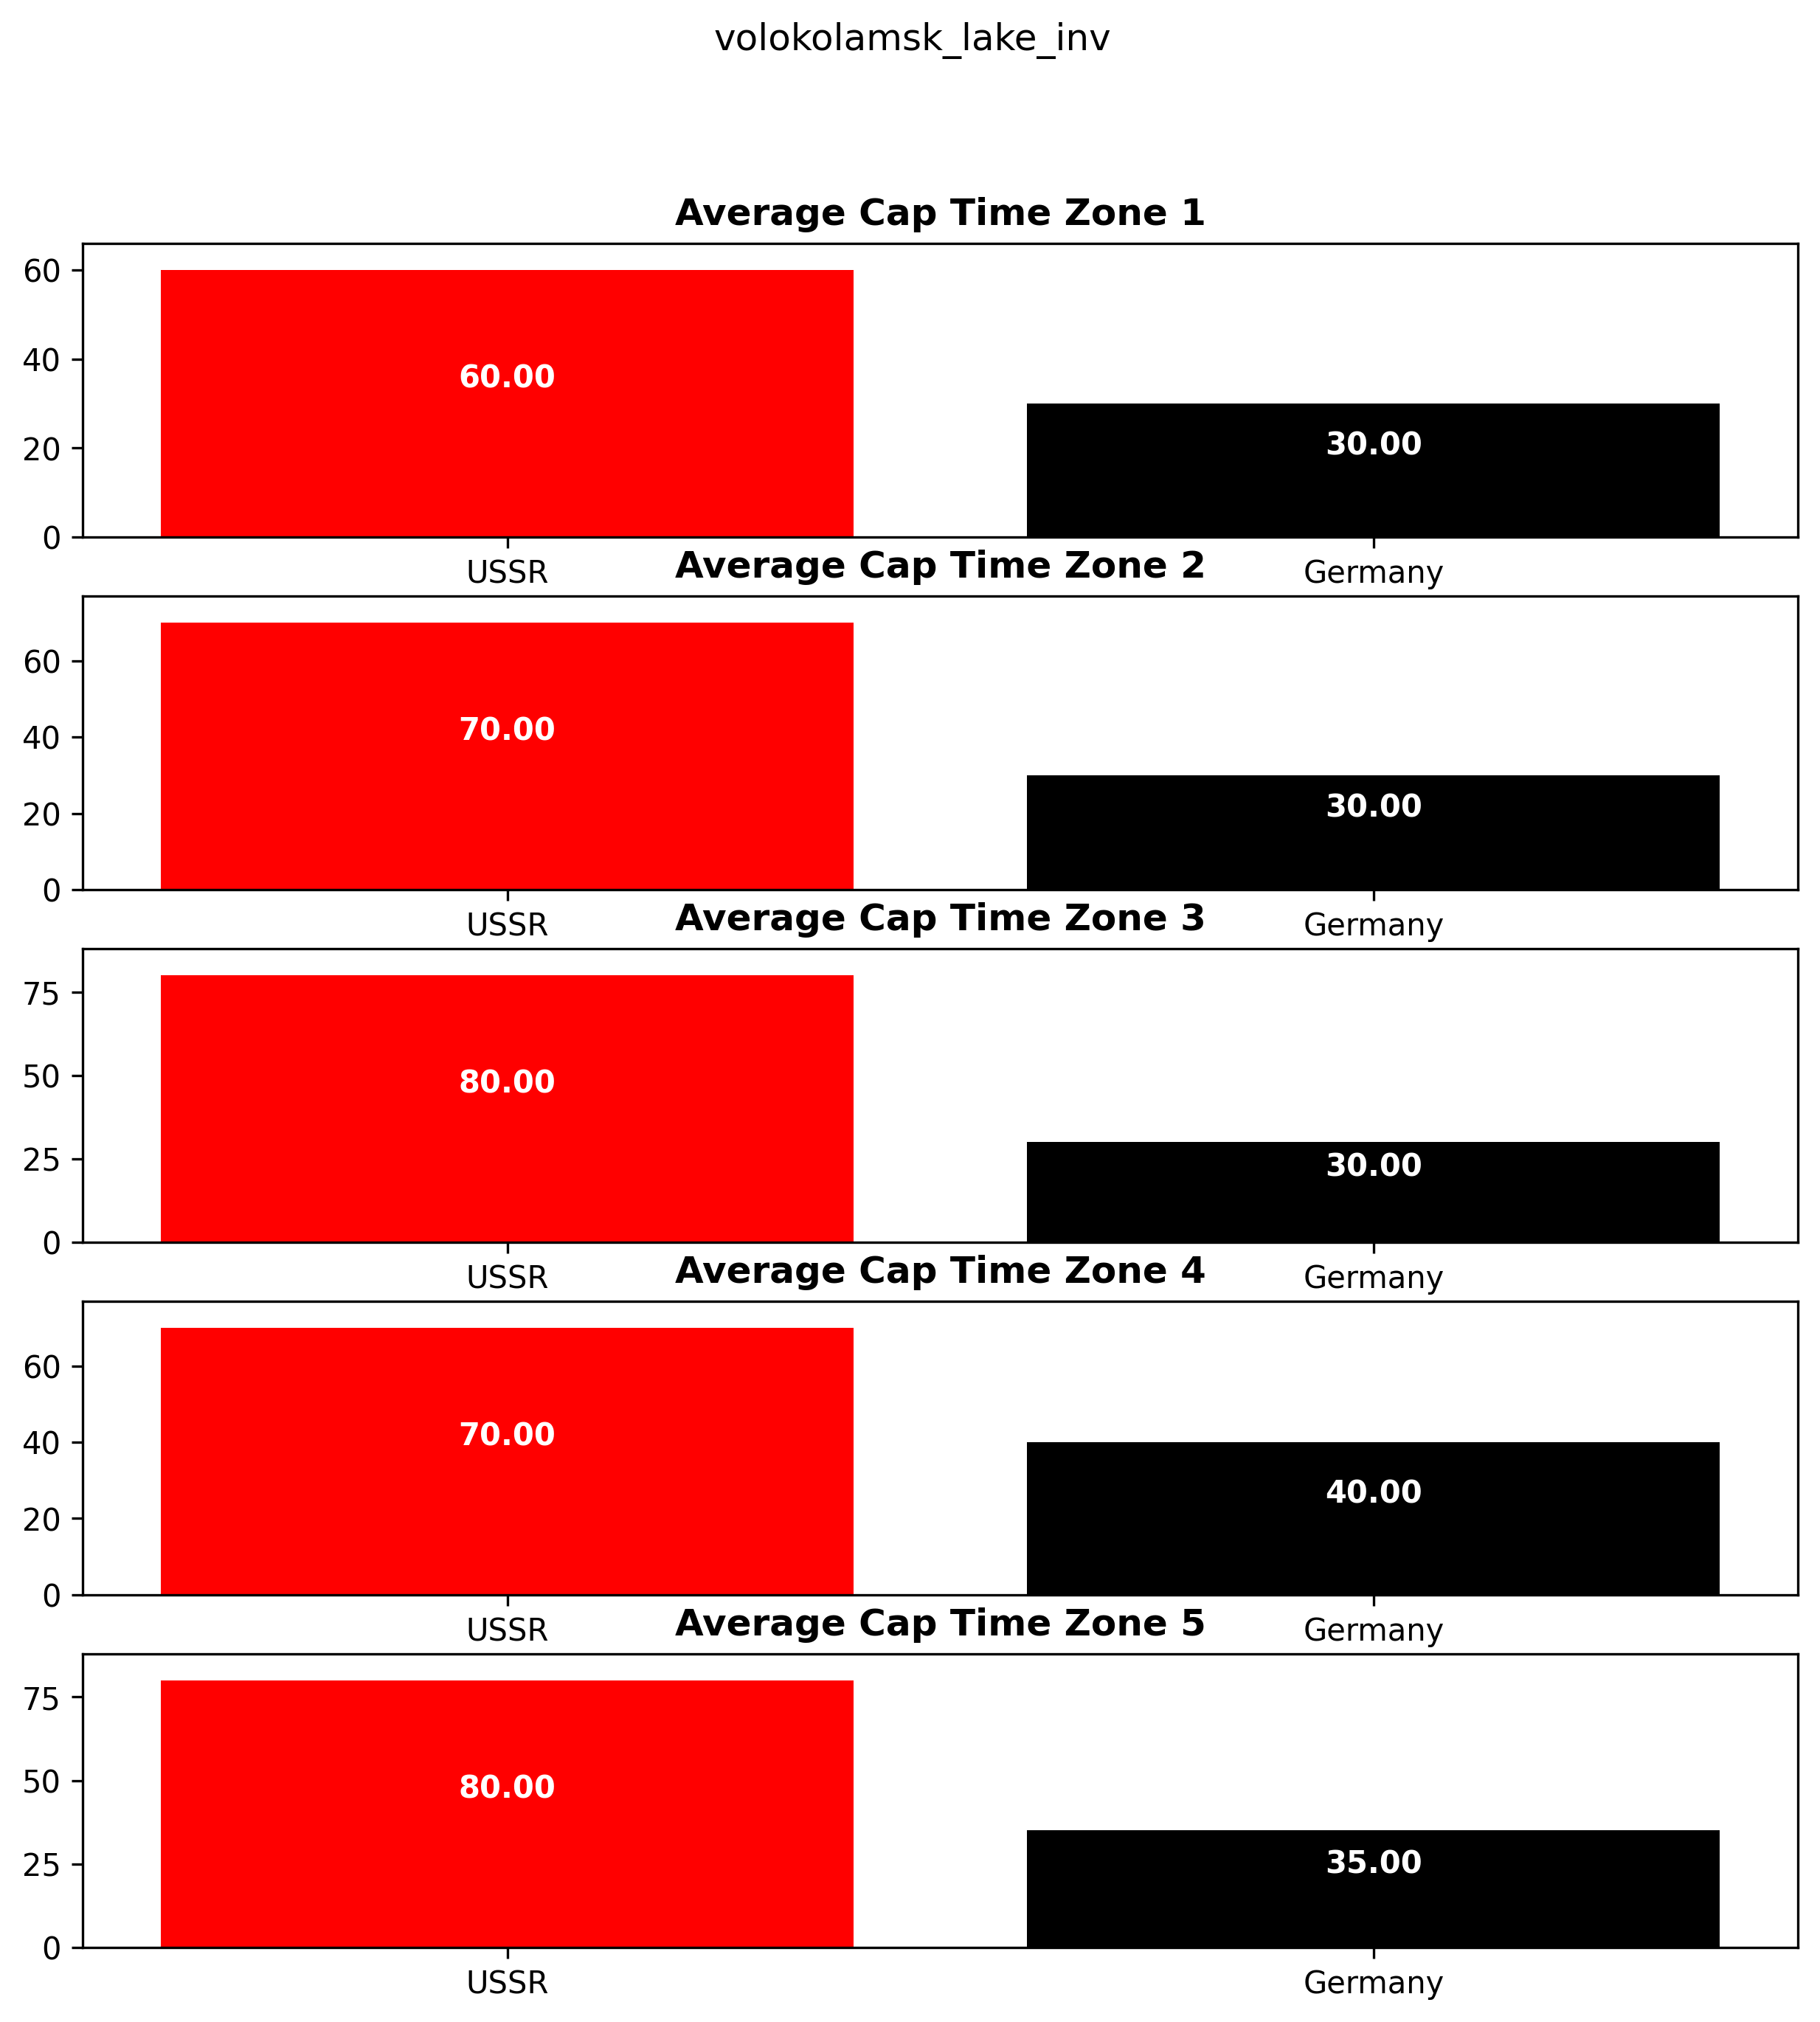 volokolamsk_lake_inv
Average Cap Time Zone 1
60
40
20
0
60.00
30.00
USSR
Germany
Average Cap Time Zone 2
60
40
20
0
70.00
30.00
USSR
Germany
Average Cap Time Zone 3
75
50
25
0
80.00
30.00
USSR
Germany
Average Cap Time Zone 4
60
40
20
0
70.00
40.00
USSR
Germany
Average Cap Time Zone 5
75
50
25
0
80.00
35.00
USSR
Germany